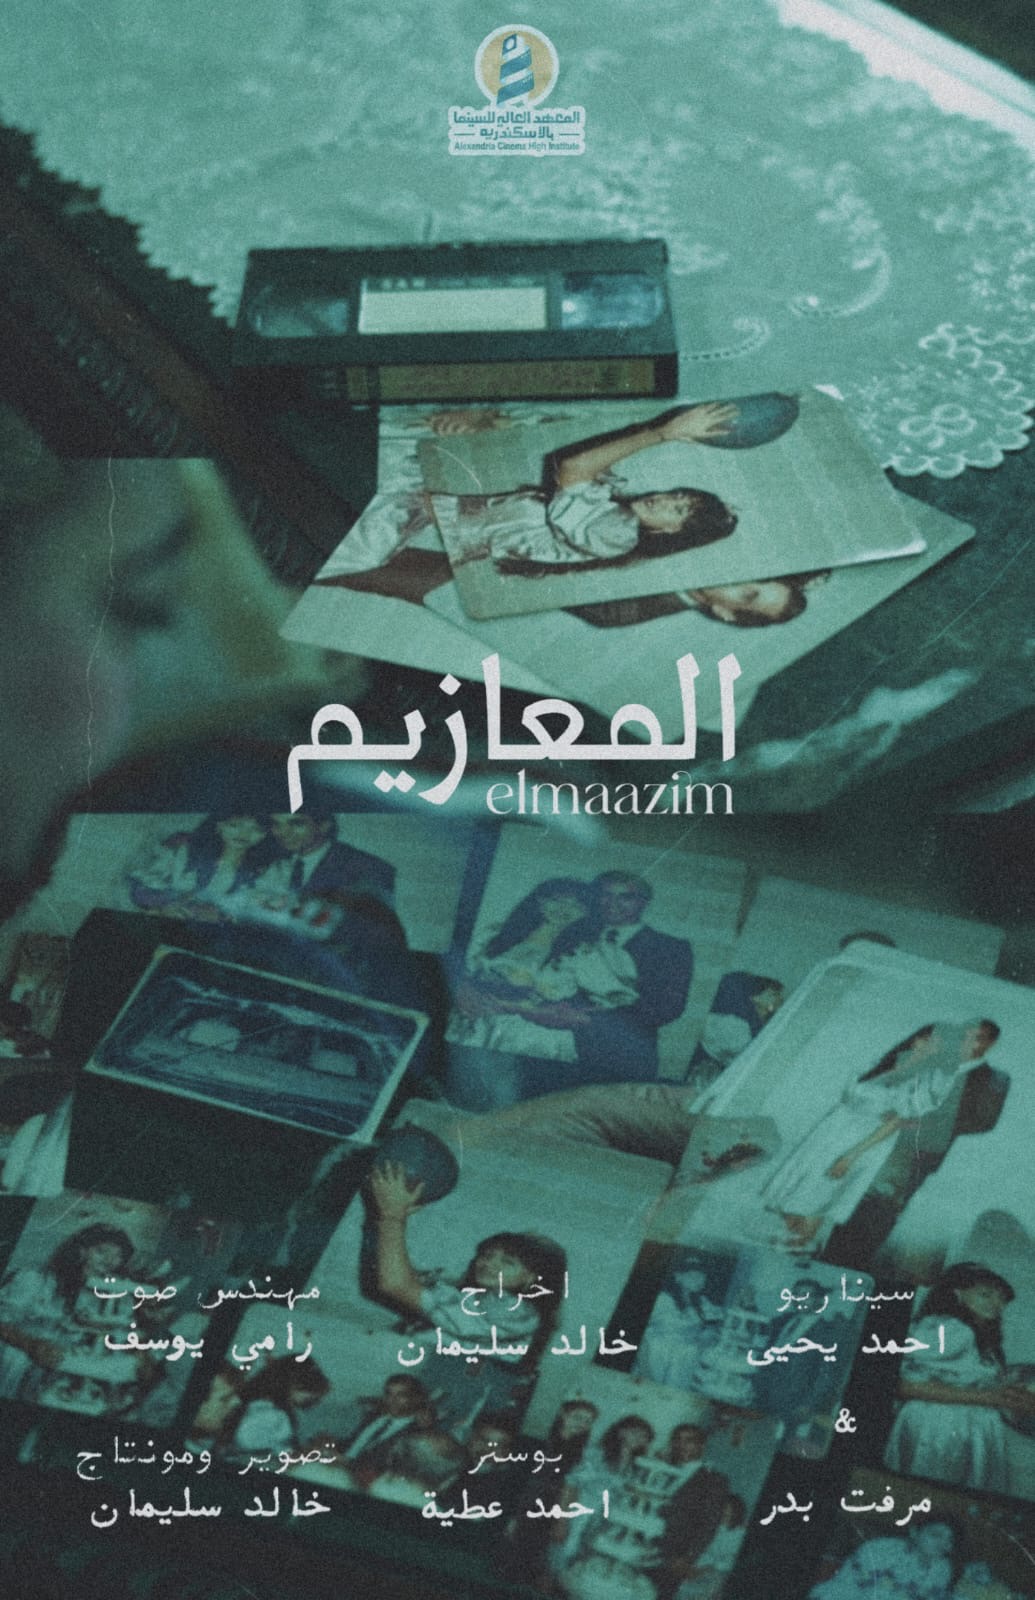 المعهد العالي للسينما
بالاسكندريه
Alexandria Cinema High Institute
المعازيم
elmaazim
سيناريو
احمد يحيى
&
مرفت بدر
اخراج
خالد سليمان
مهندس صوت
رامي يوسف
بوستر
احمد عطية
تصوير ومونتاج
خالد سليمان